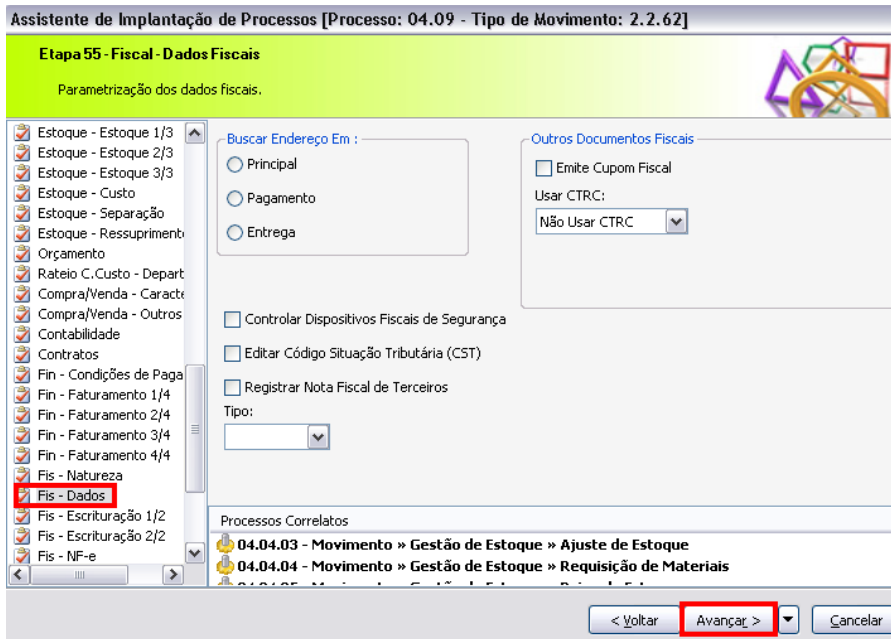 Assistente de Implantação de Processos [Processo: 04.09 - Tipo de Movimento: 2.2.62]
Etapa 55 - Fiscal - Dados Fiscais
Parametrização dos dados fiscais.
Estoque - Estoque 1/3
Estoque - Estoque 2/3
Estoque - Estoque 3/3
Estoque - Custo
Estoque - Separação
Estoque - Ressupriment
Orçamento
Rateio C.Custo - Depart
Compra/Venda - Caracte
Compra/Venda - Outros
Contabilidade
Contratos
Fin - Condições de Paga
Fin - Faturamento 1/4
Fin - Faturamento 2/4
Fin - Faturamento 3/4
Fin - Faturamento 4/4
Fis - Natureza
Fis - Dados
Fis - Escrituração 1/2
Fis - Escrituração 2/2
Fis - NF-e
Buscar Endereço Em :
Principal
Pagamento
Entrega
Outros Documentos Fiscais
Emite Cupom Fiscal
Usar CTRC:
Não Usar CTRC
Controlar Dispositivos Fiscais de Segurança
Editar Código Situação Tributária (CST)
Registrar Nota Fiscal de Terceiros
Tipo:
Processos Correlatos
04.04.03 - Movimento » Gestão de Estoque » Ajuste de Estoque
04.04.04 - Movimento » Gestão de Estoque » Requisição de Materiais
< Voltar
Avançar >
Cancelar